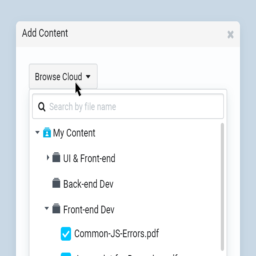 Add Content
x
Browse Cloud
Search by file name
My Content
UI & Front-end
Back-end Dev
Front-end Dev
Common-JS-Errors.pdf